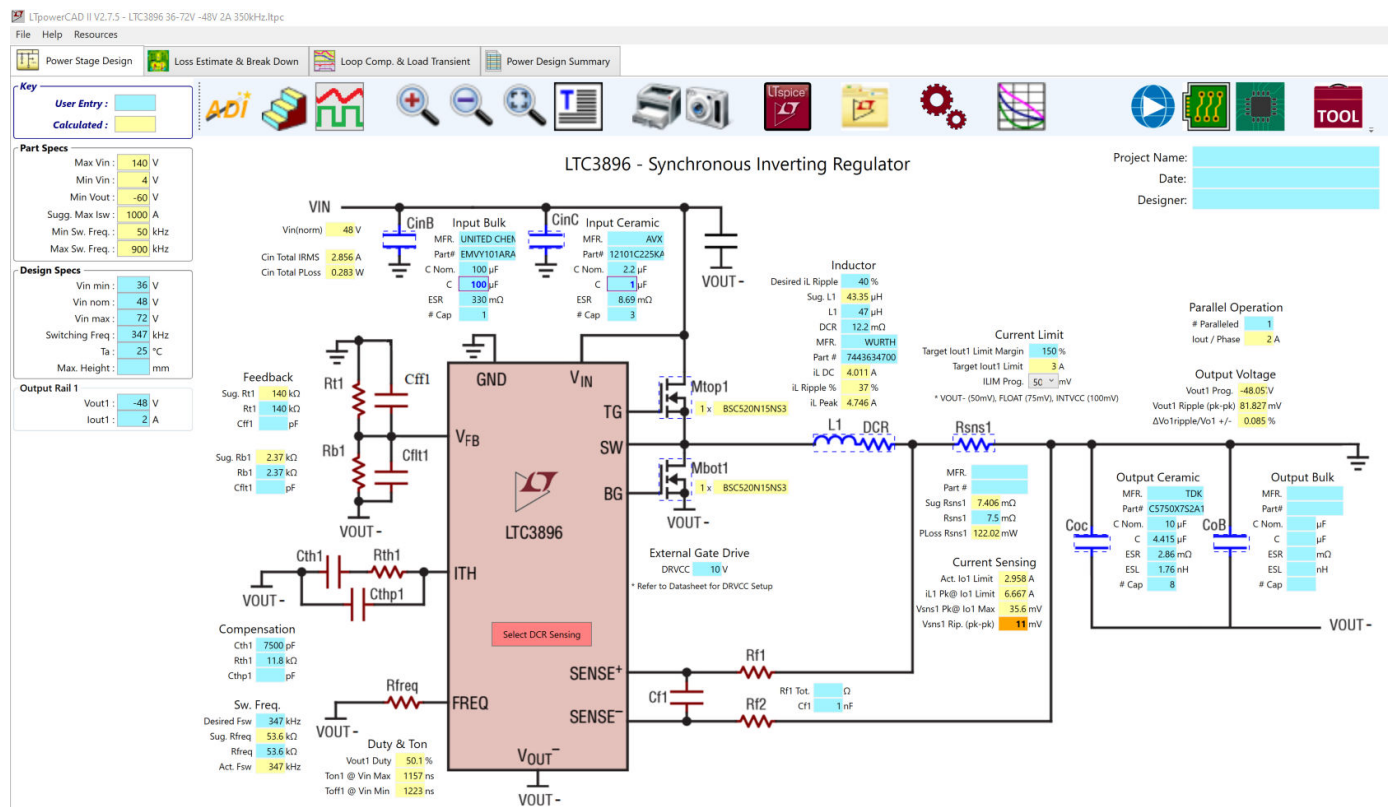 LTpowerCAD II V2.7.5 - LTC3896 36-72V -48V 2A 350kHz.ltpc
File Help Resources
Power Stage Design Loss Estimate & Break Down Loop Comp. & Load Transient Power Design Summary
Key
User Entry :
Calculated :
ADI
LTspice
TOOL
Part Specs
Max Vin : 140 V
Min Vin : 4 V
Min Vout : -60 V
Sugg. Max Isw : 1000 A
Min Sw. Freq. : 50 kHz
Max Sw. Freq. : 900 kHz
Design Specs
Vin min : 36 V
Vin nom : 48 V
Vin max : 72 V
Switching Freq : 347 kHz
Ta : 25 °C
Max. Height : mm
Output Rail 1
Vout1 : -48 V
Iout1 : 2 A
LTC3896 - Synchronous Inverting Regulator
Project Name:
Date:
Designer:
VIN
Vin(norm) 48 V
Cin Total IRMS 2.856 A
Cin Total PLoss 0.283 W
CinB
Input Bulk
MFR. UNITED CHEN
Part# EMVY101ARA
C Nom. 100 µF
C 100 µF
ESR 330 mΩ
# Cap 1
CinC
Input Ceramic
MFR. AVX
Part# 12101C225KA
C Nom. 2.2 µF
C 1 µF
ESR 8.69 mΩ
# Cap 3
VOUT-
Inductor
Desired iL Ripple 40 %
Sug. L1 43.35 µH
L1 47 µH
DCR 12.2 mΩ
MFR. WURTH
Part # 7443634700
iL DC 4.011 A
iL Ripple % 37 %
iL Peak 4.746 A
Current Limit
Target Iout1 Limit Margin 150 %
Target Iout1 Limit 3 A
ILIM Prog. 50 mV
* VOUT- (50mV), FLOAT (75mV), INTVCC (100mV)
Parallel Operation
# Paralleled 1
Iout / Phase 2 A
Output Voltage
Vout1 Prog. -48.05 V
Vout1 Ripple (pk-pk) 81.827 mV
ΔVo1ripple/Vo1 +/- 0.085 %
Feedback
Sug. Rt1 140 kΩ
Rt1 140 kΩ
Cff1 pF
Sug. Rb1 2.37 kΩ
Rb1 2.37 kΩ
Cflt1 pF
Rt1
Cff1
Rb1
Cflt1
VOUT-
GND
VIN
TG
VFB
SW
BG
LTC3896
ITH
Select DCR Sensing
SENSE+
FREQ
SENSE-
VOUT-
VOUT-
Mtop1
1 x BSC520N15NS3
Mbot1
1 x BSC520N15NS3
VOUT-
L1 DCR
Rsns1
External Gate Drive
DRVCC 10 V
* Refer to Datasheet for DRVCC Setup
MFR.
Part #
Sug Rsns1 7.406 mΩ
Rsns1 7.5 mΩ
PLoss Rsns1 122.02 mW
Current Sensing
Act. Io1 Limit 2.958 A
iL1 Pk@ Io1 Limit 6.667 A
Vsns1 Pk@ Io1 Max 35.6 mV
Vsns1 Rip. (pk-pk) 11 mV
Coc
Output Ceramic
MFR. TDK
Part# C5750X7S2A1
C Nom. 10 µF
C 4.415 µF
ESR 2.86 mΩ
ESL 1.76 nH
# Cap 8
CoB
Output Bulk
MFR.
Part#
C Nom. µF
C µF
ESR mΩ
ESL nH
# Cap
VOUT-
Cth1
Rth1
Cthp1
VOUT-
Compensation
Cth1 7500 pF
Rth1 11.8 kΩ
Cthp1 pF
Rfreq
VOUT-
Sw. Freq.
Desired Fsw 347 kHz
Sug. Rfreq 53.6 kΩ
Rfreq 53.6 kΩ
Act. Fsw 347 kHz
Duty & Ton
Vout1 Duty 50.1 %
Ton1 @ Vin Max 1157 ns
Toff1 @ Vin Min 1223 ns
Rf1
Cf1
Rf2
Rf1 Tot. Ω
Cf1 1 nF